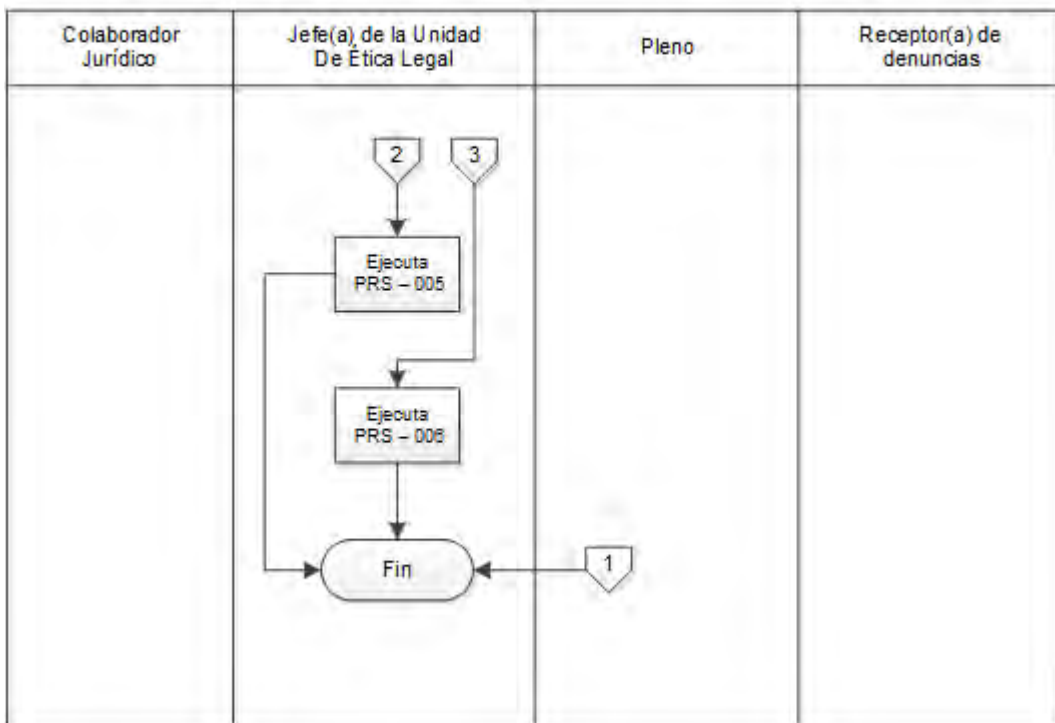 Colaborador
Jurídico
Jefe(a) de la Unidad
De Ética Legal
Pleno
Receptor(a) de
denuncias
2
3
Ejecuta
PRS – 005
Ejecuta
PRS – 006
Fin
1